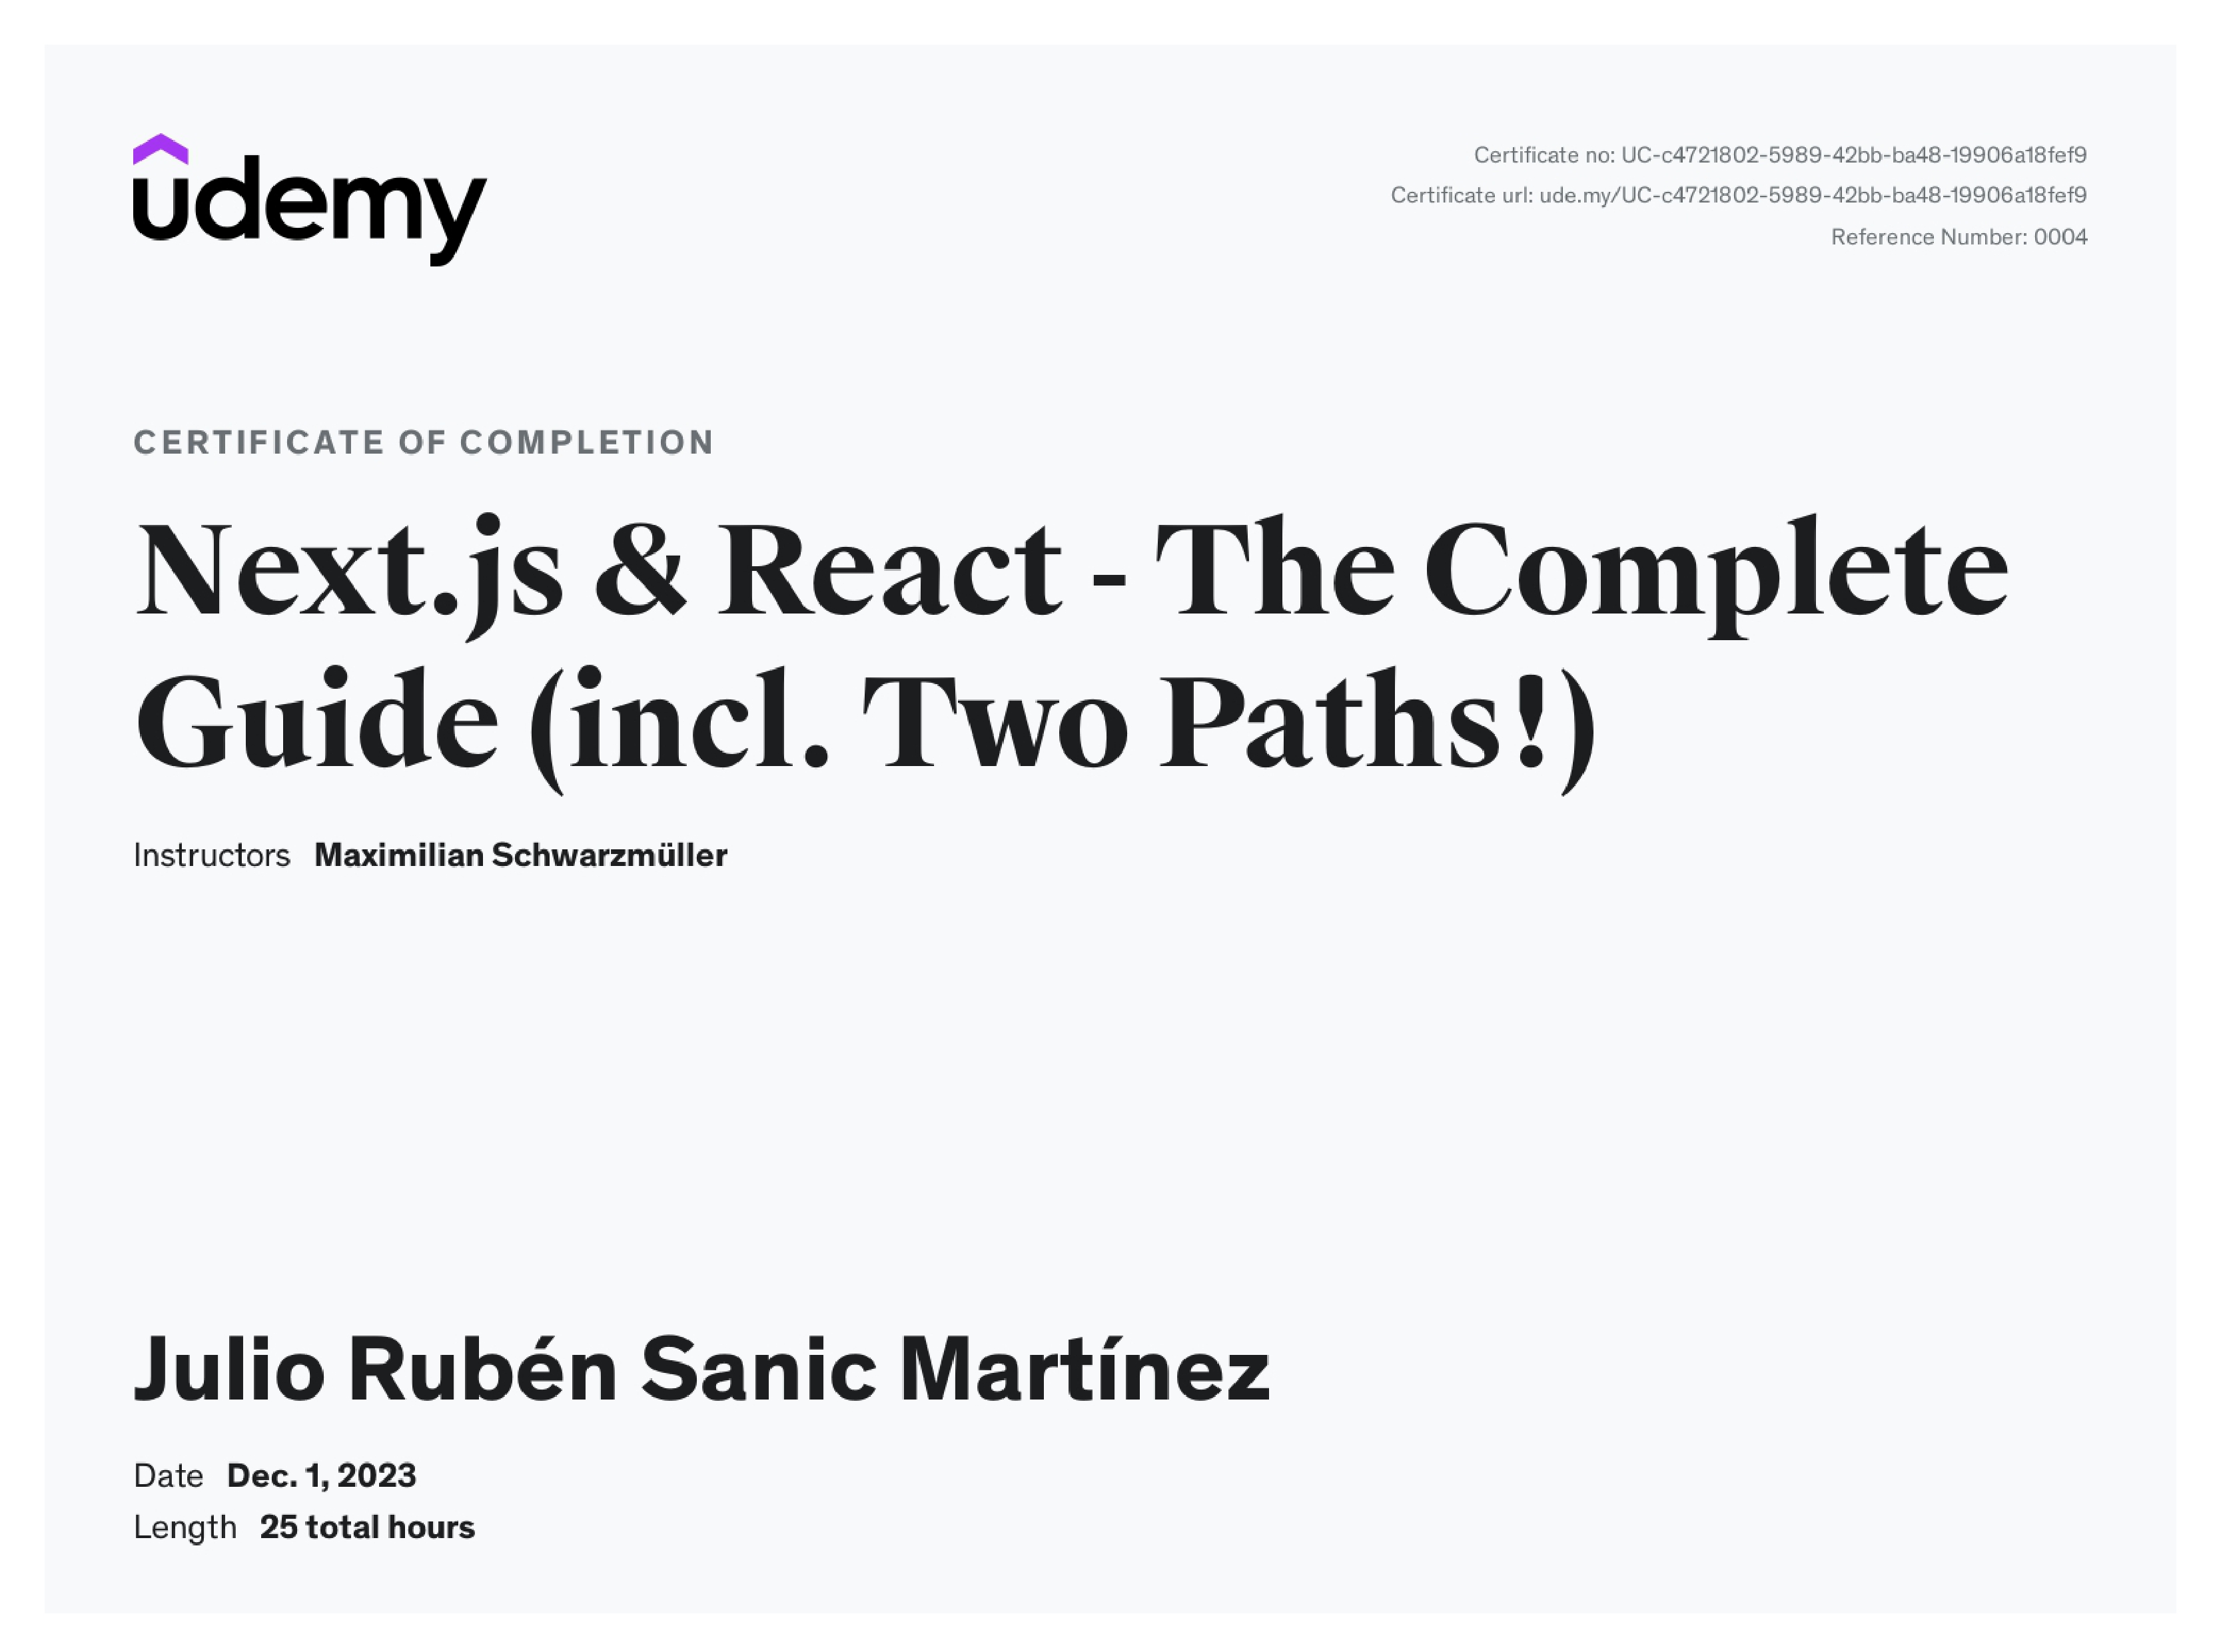 udemy
Certificate no: UC-c4721802-5989-42bb-ba48-19906a18fef9
Certificate url: ude.my/UC-c4721802-5989-42bb-ba48-19906a18fef9
Reference Number: 0004
CERTIFICATE OF COMPLETION
Next.js & React - The Complete
Guide (incl. Two Paths!)
Instructors Maximilian Schwarzmüller
Julio Rubén Sanic Martínez
Date Dec. 1, 2023
Length 25 total hours